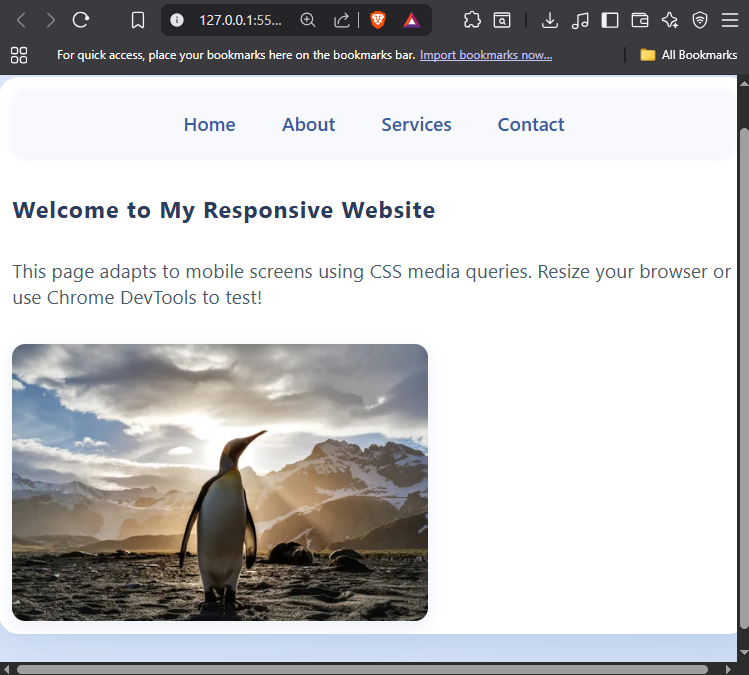 127.0.0.1:55...
For quick access, place your bookmarks here on the bookmarks bar. Import bookmarks now...
All Bookmarks
Home About Services Contact
Welcome to My Responsive Website
This page adapts to mobile screens using CSS media queries. Resize your browser or
use Chrome DevTools to test!